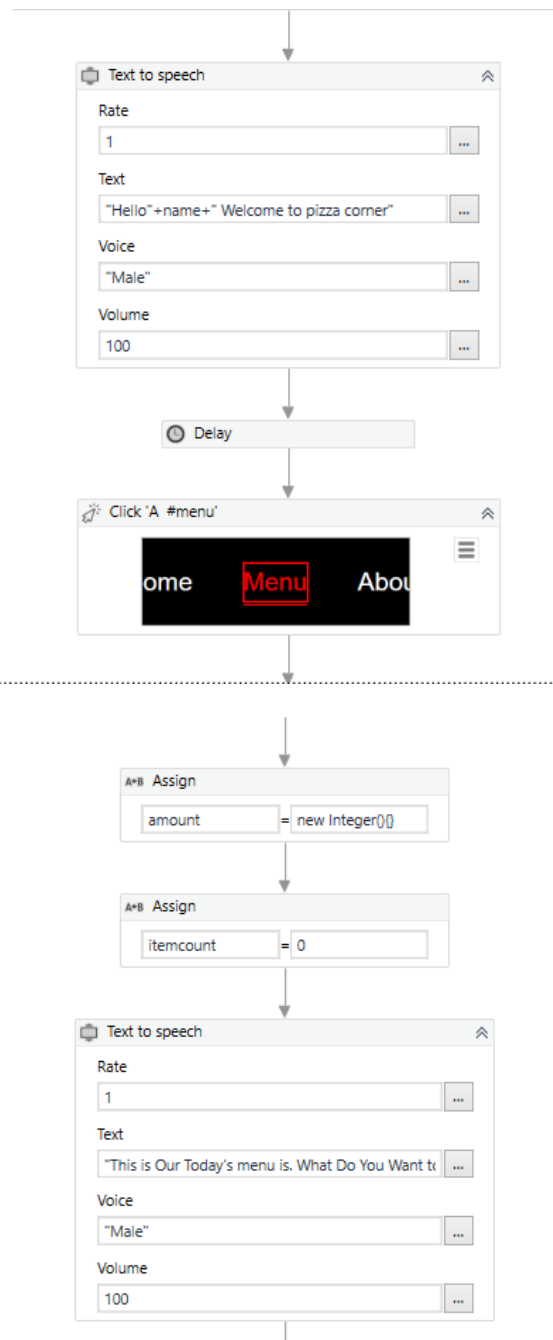 Text to speech
Rate
1
...
Text
"Hello"+name+" Welcome to pizza corner"
...
Voice
"Male"
...
Volume
100
...
Delay
Click 'A #menu'
ome Menu Abou
A+B Assign
amount = new Integer(){}
A+B Assign
itemcount = 0
Text to speech
Rate
1
...
Text
"This is Our Today's menu is. What Do You Want to
...
Voice
"Male"
...
Volume
100
...